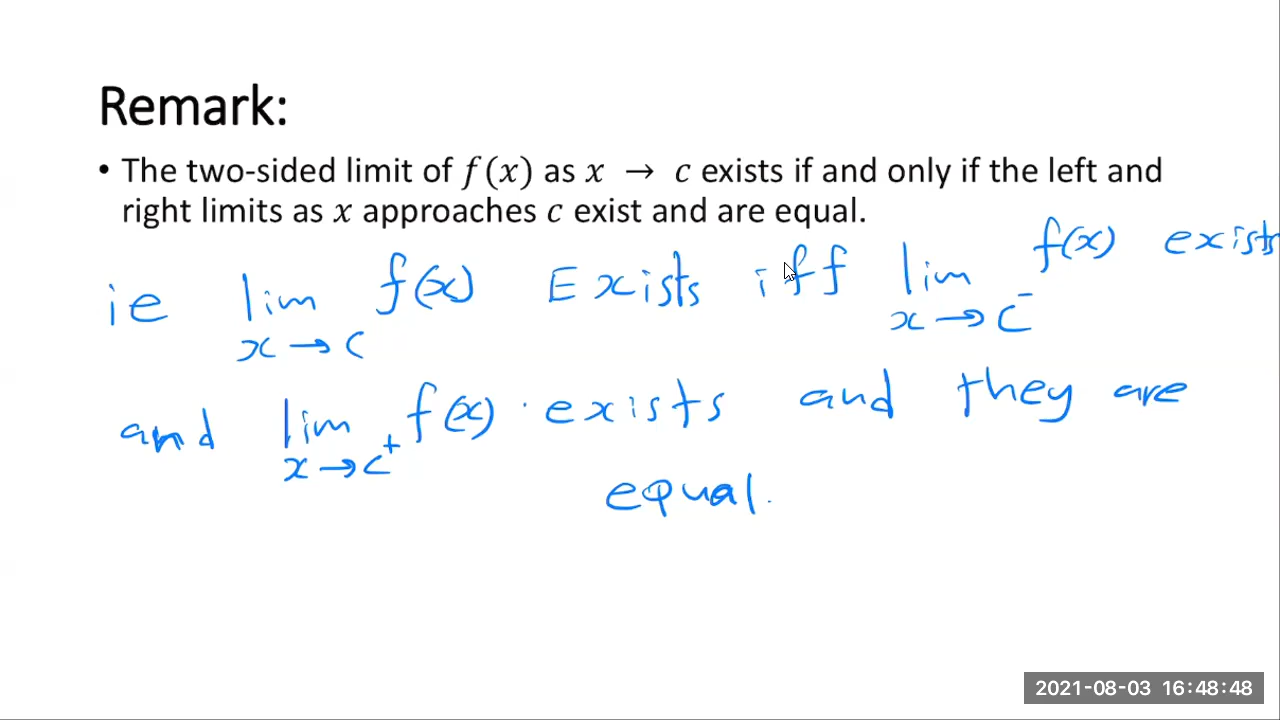 Remark:
• The two-sided limit of f(x) as x → c exists if and only if the left and
right limits as x approaches c exist and are equal.
ie lim f(x) Exists iff lim f(x) exists
x → c x → c⁻
and lim f(x) . exists and they are
x → c⁺
equal.
2021-08-03 16:48:48